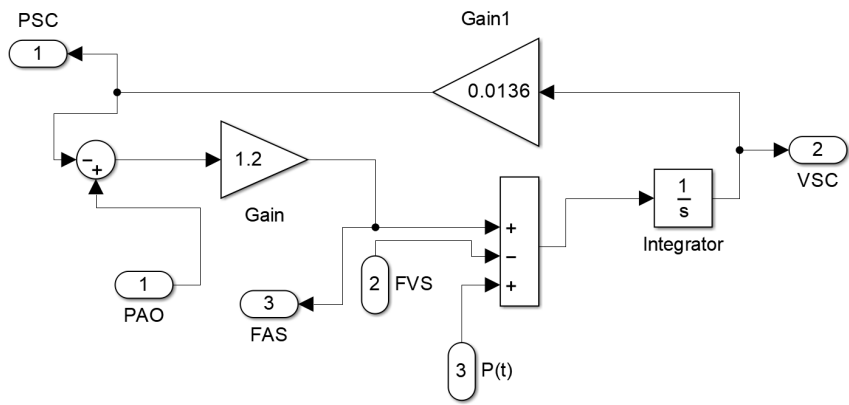 PSC
1
Gain1
0.0136
2
VSC
−
+
1.2
Gain
1
s
Integrator
+
−
+
1
PAO
3
FAS
2
FVS
3
P(t)